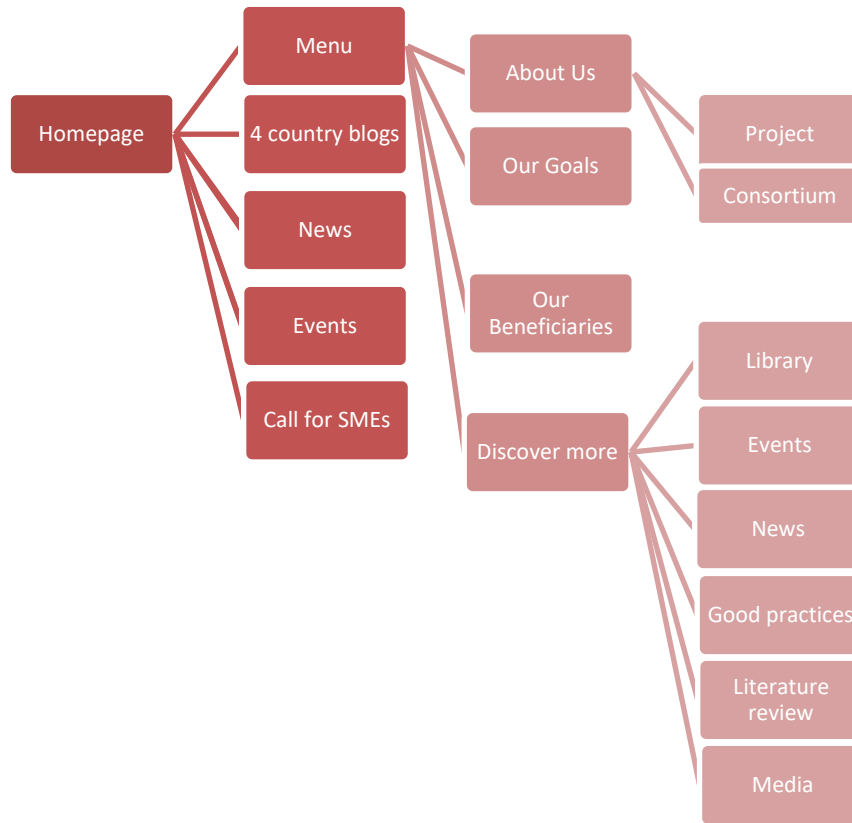 Homepage
Menu
4 country blogs
News
Events
Call for SMEs
About Us
Our Goals
Our
Beneficiaries
Discover more
Project
Consortium
Library
Events
News
Good practices
Literature
review
Media